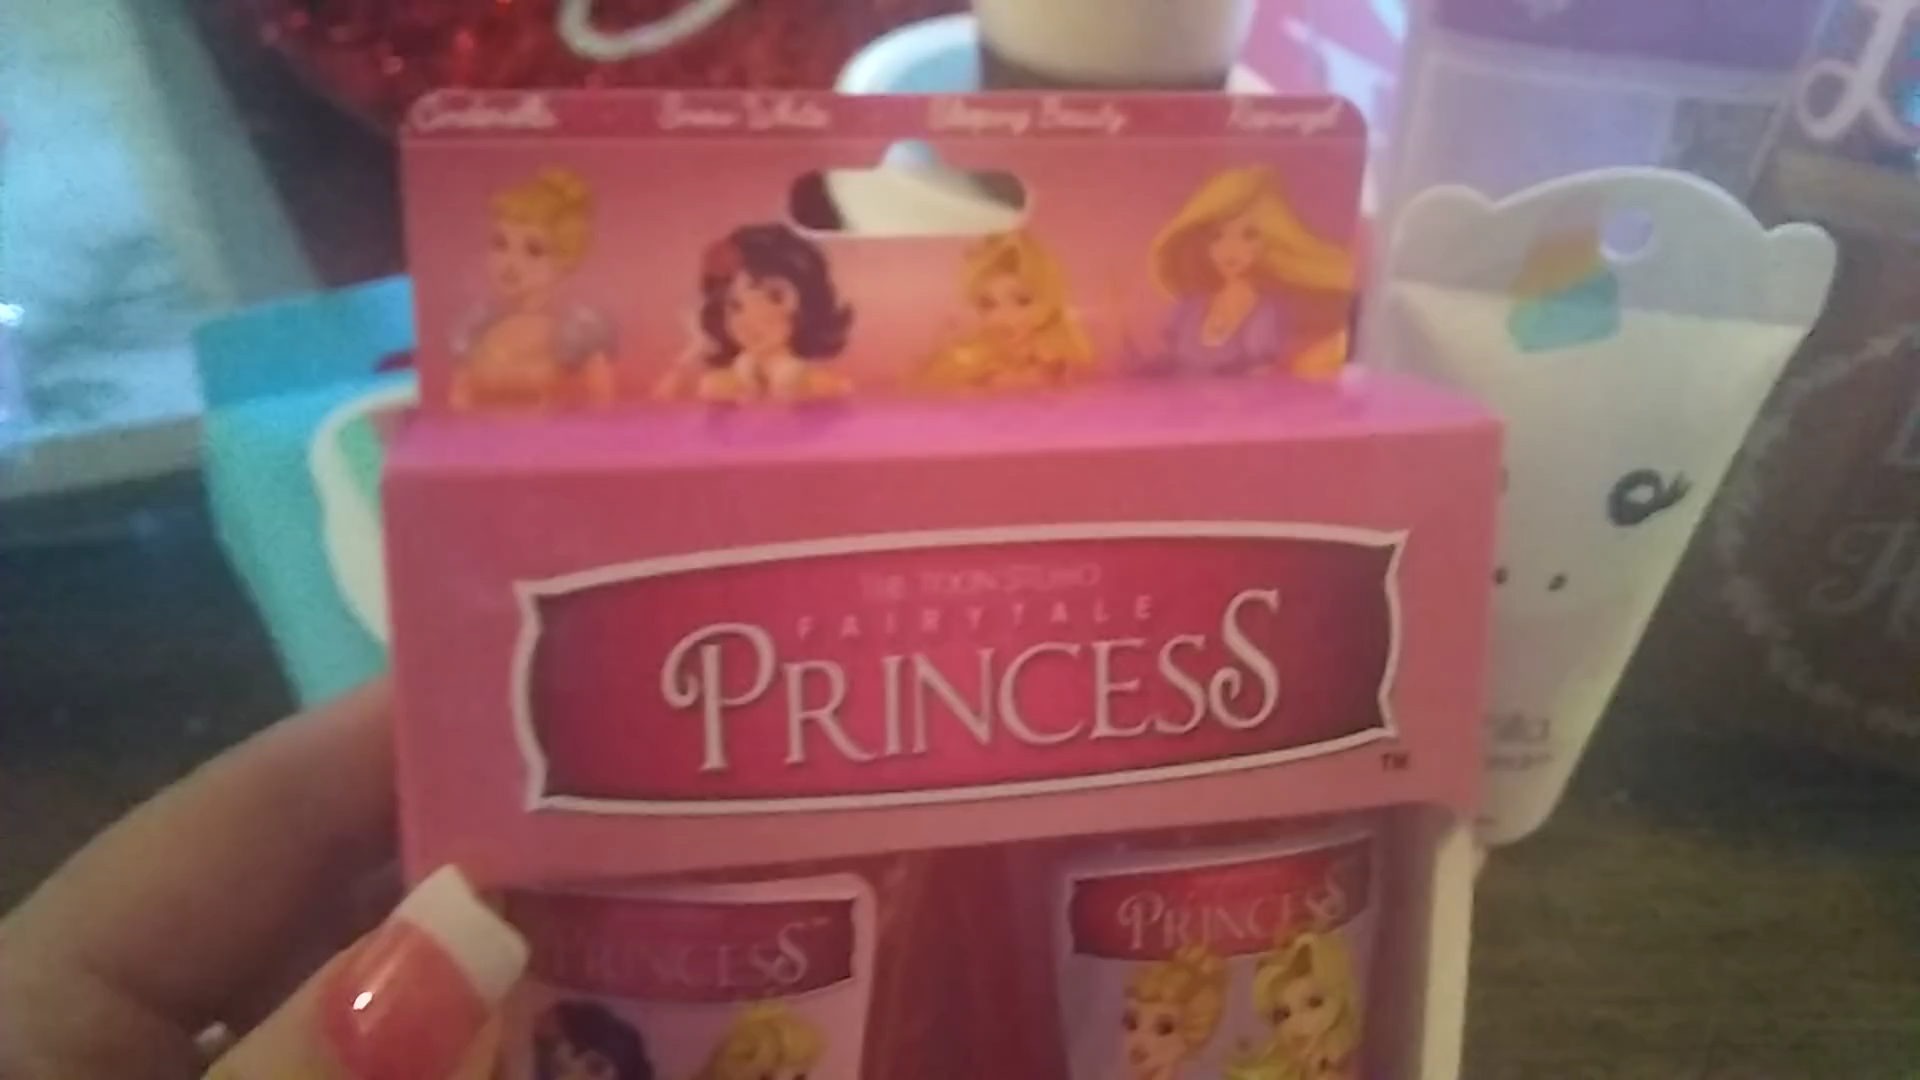 Cinderella Snow White Sleeping Beauty Rapunzel
THE TOON STUDIO
FAIRYTALE
PRINCESS
TM
PRINCESS
PRINCESS